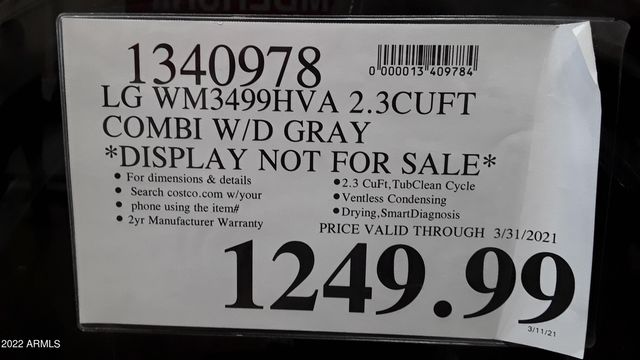 1340978
0 000013 409784
LG WM3499HVA 2.3CUFT
COMBI W/D GRAY
*DISPLAY NOT FOR SALE*
• For dimensions & details
• Search costco.com w/your
• phone using the item#
• 2yr Manufacturer Warranty
•2.3 CuFt,TubClean Cycle
•Ventless Condensing
•Drying,SmartDiagnosis
PRICE VALID THROUGH 3/31/2021
1249.99
3/11/21
2022 ARMLS